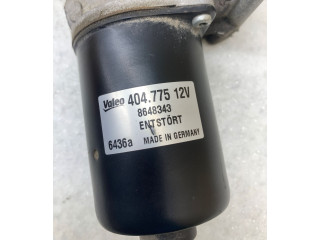 Valeo 404.775 12V
8648343
ENTSTÖRT
6436a MADE IN GERMANY